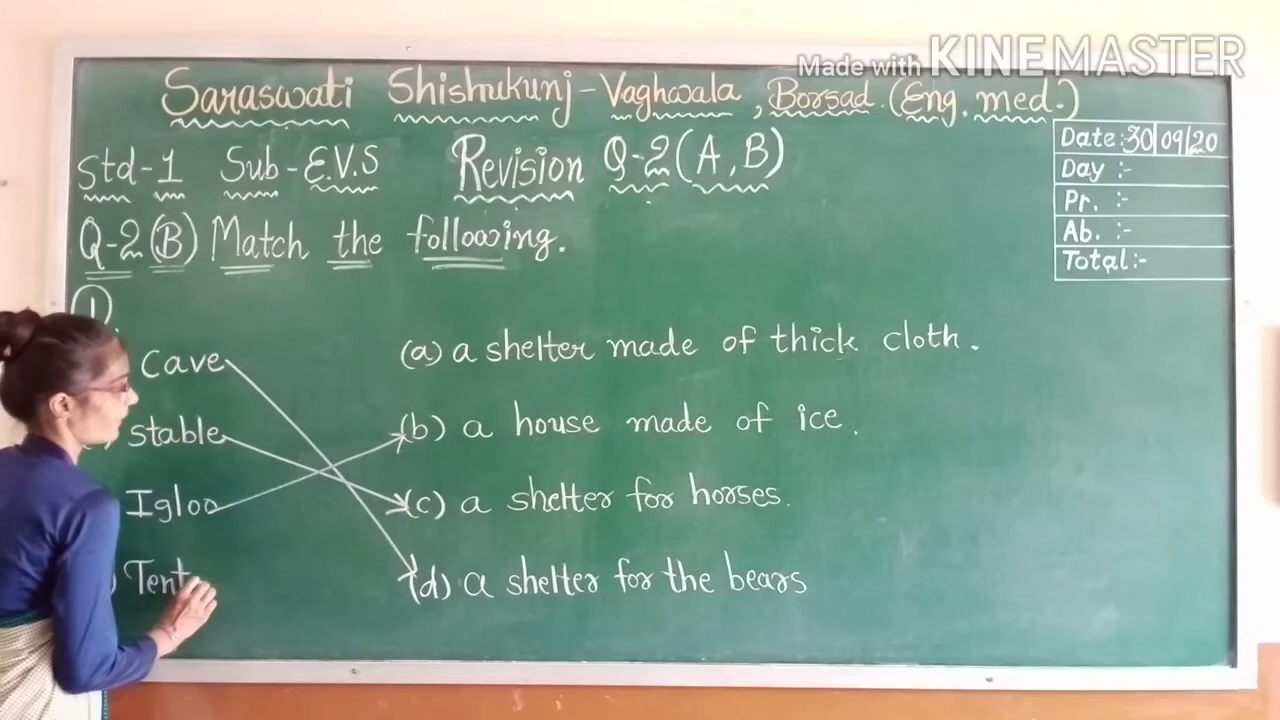 Made with KINEMASTER
Saraswati Shishukunj - Vaghwala, Borsad. (Eng. med.)
Date:30|09|20
Std-1 Sub-E.V.S Revision Q-2(A,B)
Day :-
Pr. :-
Ab. :-
Total:-
Q-2(B) Match the following.
1.
Cave (a) a shelter made of thick cloth.
stable (b) a house made of ice.
Igloo (c) a shelter for horses.
Tent (d) a shelter for the bears